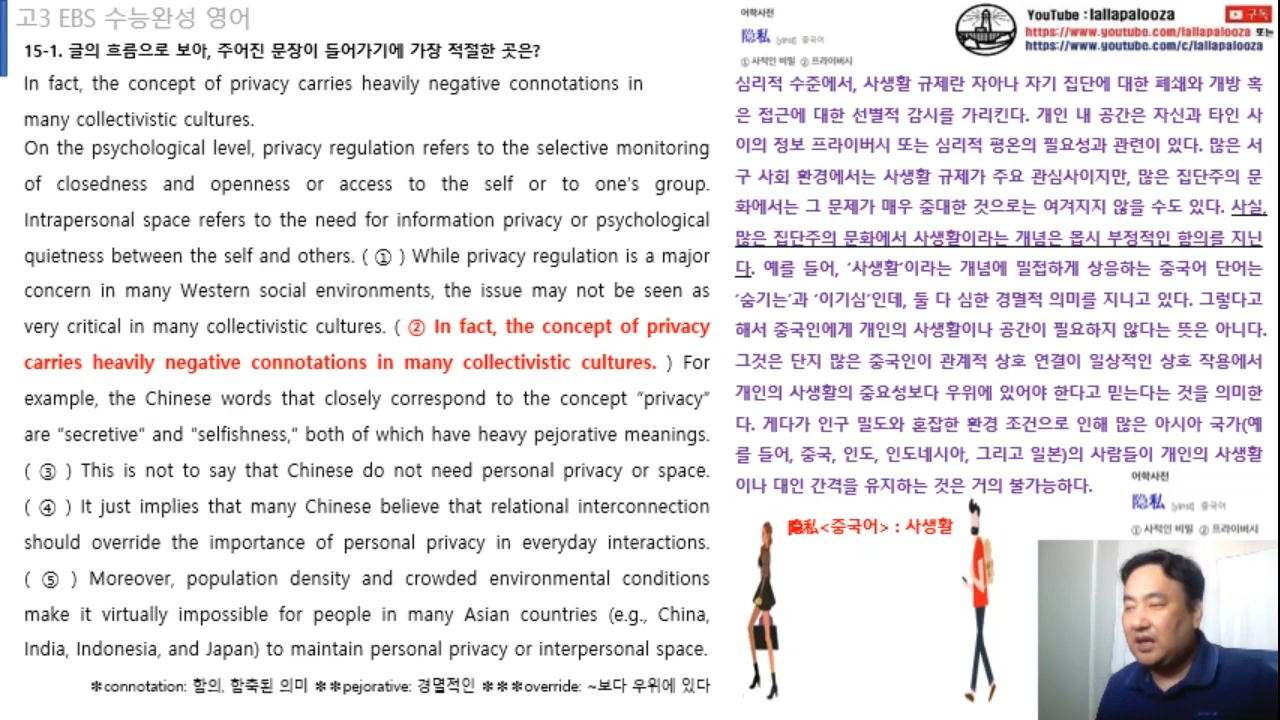 고3 EBS 수능완성 영어
15-1. 글의 흐름으로 보아, 주어진 문장이 들어가기에 가장 적절한 곳은?
In fact, the concept of privacy carries heavily negative connotations in
many collectivistic cultures.
On the psychological level, privacy regulation refers to the selective monitoring
of closedness and openness or access to the self or to one's group.
Intrapersonal space refers to the need for information privacy or psychological
quietness between the self and others. ( ① ) While privacy regulation is a major
concern in many Western social environments, the issue may not be seen as
very critical in many collectivistic cultures. ( ② In fact, the concept of privacy
carries heavily negative connotations in many collectivistic cultures. ) For
example, the Chinese words that closely correspond to the concept “privacy”
are “secretive” and “selfishness,” both of which have heavy pejorative meanings.
( ③ ) This is not to say that Chinese do not need personal privacy or space.
( ④ ) It just implies that many Chinese believe that relational interconnection
should override the importance of personal privacy in everyday interactions.
( ⑤ ) Moreover, population density and crowded environmental conditions
make it virtually impossible for people in many Asian countries (e.g., China,
India, Indonesia, and Japan) to maintain personal privacy or interpersonal space.
＊connotation: 함의, 함축된 의미 ＊＊pejorative: 경멸적인 ＊＊＊override: ~보다 우위에 있다
어학사전
隐私 [yǐnsī] 중국어
① 사적인 비밀 ② 프라이버시
YouTube : lallapalooza
구독
https://www.youtube.com/lallapalooza 또는
https://www.youtube.com/c/lallapalooza
심리적 수준에서, 사생활 규제란 자아나 자기 집단에 대한 폐쇄와 개방 혹
은 접근에 대한 선별적 감시를 가리킨다. 개인 내 공간은 자신과 타인 사
이의 정보 프라이버시 또는 심리적 평온의 필요성과 관련이 있다. 많은 서
구 사회 환경에서는 사생활 규제가 주요 관심사이지만, 많은 집단주의 문
화에서는 그 문제가 매우 중대한 것으로는 여겨지지 않을 수도 있다. 사실,
많은 집단주의 문화에서 사생활이라는 개념은 몹시 부정적인 함의를 지닌
다. 예를 들어, ‘사생활’이라는 개념에 밀접하게 상응하는 중국어 단어는
‘숨기는’과 ‘이기심’인데, 둘 다 심한 경멸적 의미를 지니고 있다. 그렇다고
해서 중국인에게 개인의 사생활이나 공간이 필요하지 않다는 뜻은 아니다.
그것은 단지 많은 중국인이 관계적 상호 연결이 일상적인 상호 작용에서
개인의 사생활의 중요성보다 우위에 있어야 한다고 믿는다는 것을 의미한
다. 게다가 인구 밀도와 혼잡한 환경 조건으로 인해 많은 아시아 국가(예
를 들어, 중국, 인도, 인도네시아, 그리고 일본)의 사람들이 개인의 사생활
이나 대인 간격을 유지하는 것은 거의 불가능하다.
隐私<중국어> : 사생활
어학사전
隐私 [yǐnsī] 중국어
① 사적인 비밀 ② 프라이버시